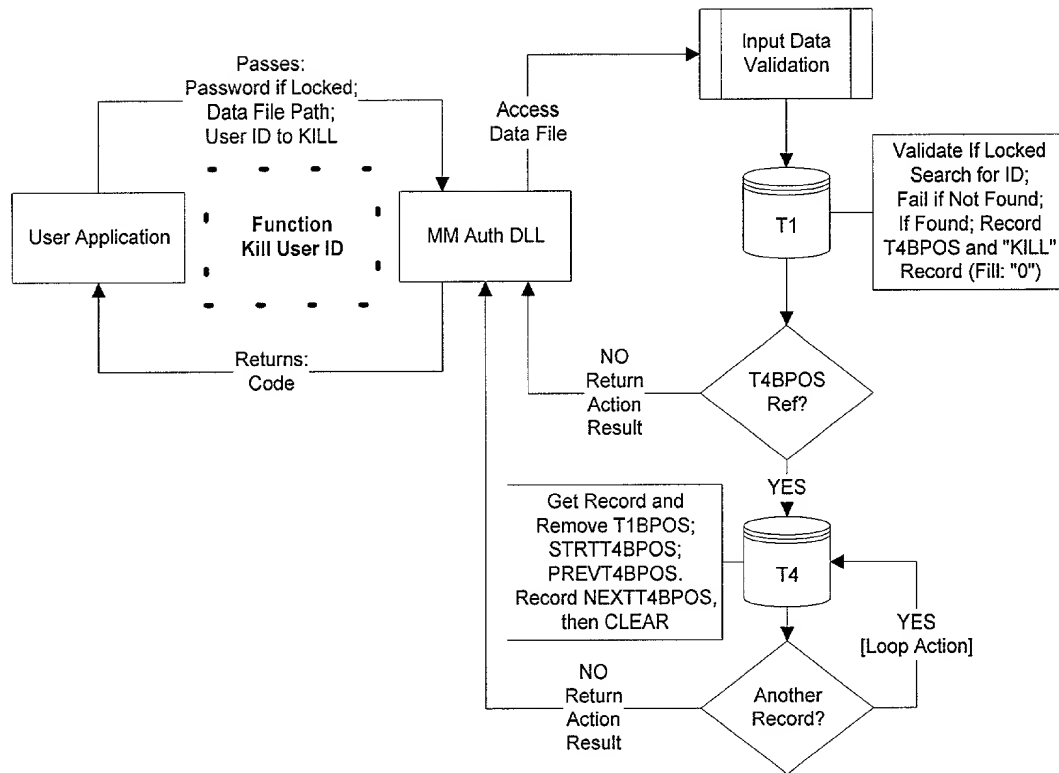 Passes:
Password if Locked;
Data File Path;
User ID to KILL
User Application
Function
Kill User ID
MM Auth DLL
Returns:
Code
Access
Data File
Input Data
Validation
T1
Validate If Locked
Search for ID;
Fail if Not Found;
If Found; Record
T4BPOS and "KILL"
Record (Fill: "0")
T4BPOS
Ref?
NO
Return
Action
Result
YES
Get Record and
Remove T1BPOS;
STRTT4BPOS;
PREVT4BPOS.
Record NEXTT4BPOS,
then CLEAR
T4
YES
[Loop Action]
Another
Record?
NO
Return
Action
Result